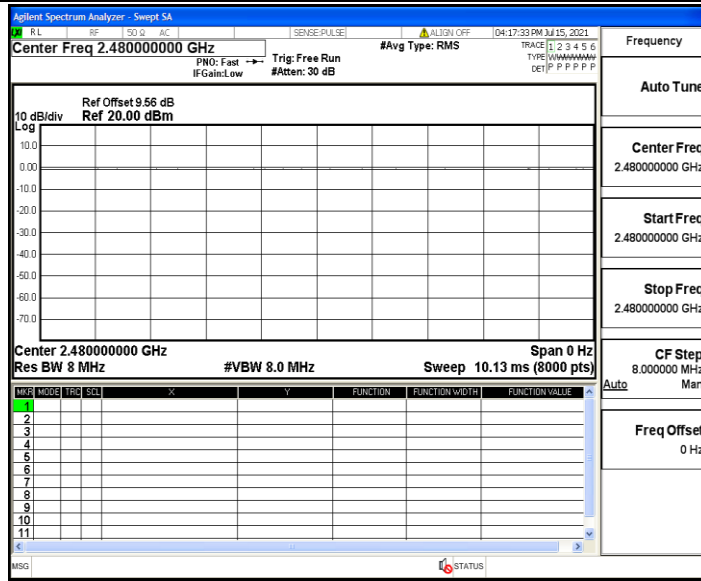 Agilent Spectrum Analyzer - Swept SA
RL RF 50 Ω AC SENSE:PULSE ALIGN OFF 04:17:33 PM Jul 15, 2021
Center Freq 2.480000000 GHz
#Avg Type: RMS
TRACE 1 2 3 4 5 6
TYPE WWWWWW
DET P P P P P P
PNO: Fast
IFGain:Low
Trig: Free Run
#Atten: 30 dB
Ref Offset 9.56 dB
10 dB/div Ref 20.00 dBm
Log
10.0
0.00
-10.0
-20.0
-30.0
-40.0
-50.0
-60.0
-70.0
Center 2.480000000 GHz Span 0 Hz
Res BW 8 MHz #VBW 8.0 MHz Sweep 10.13 ms (8000 pts)
MKR MODE TRC SCL X Y FUNCTION FUNCTION WIDTH FUNCTION VALUE
1
2
3
4
5
6
7
8
9
10
11
MSG STATUS
Frequency
Auto Tune
Center Freq
2.480000000 GHz
Start Freq
2.480000000 GHz
Stop Freq
2.480000000 GHz
CF Step
8.000000 MHz
Auto Man
Freq Offset
0 Hz